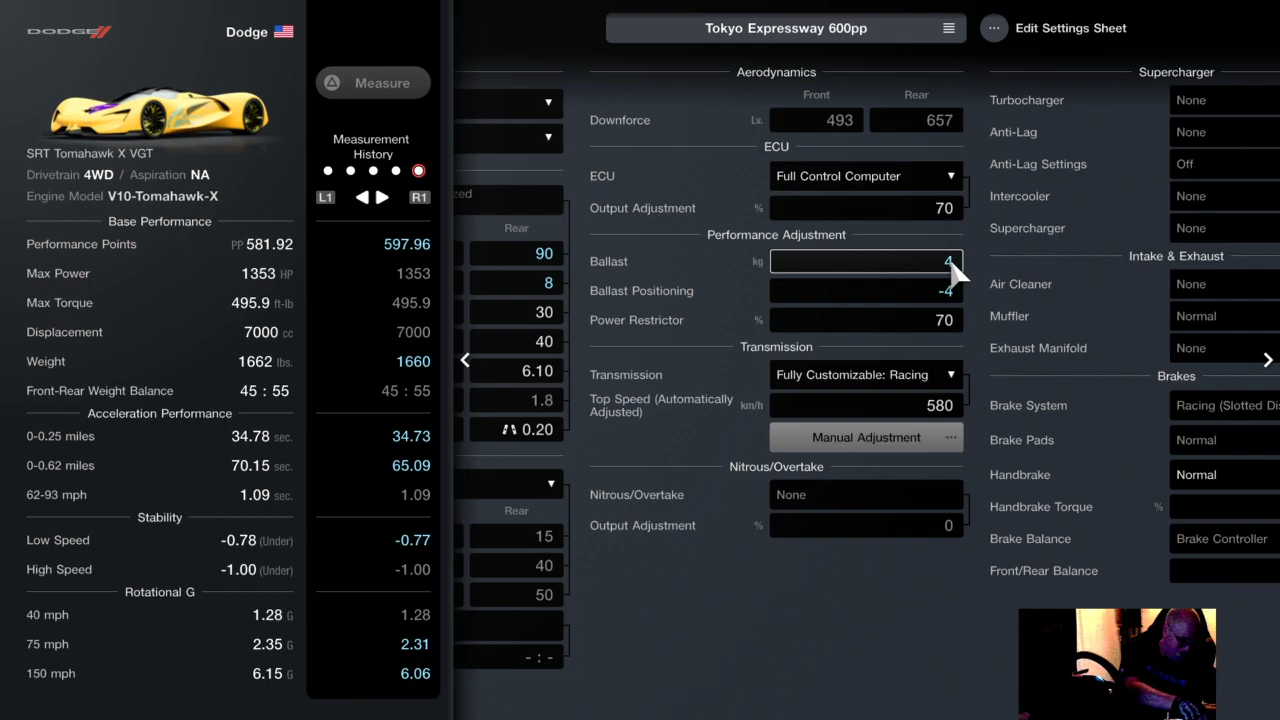 DODGE
Dodge
SRT Tomahawk X VGT
Drivetrain 4WD / Aspiration NA
Engine Model V10-Tomahawk-X
Base Performance
Performance Points PP 581.92 597.96
Max Power 1353 HP 1353
Max Torque 495.9 ft-lb 495.9
Displacement 7000 cc 7000
Weight 1662 lbs. 1660
Front-Rear Weight Balance 45 : 55 45 : 55
Acceleration Performance
0-0.25 miles 34.78 sec. 34.73
0-0.62 miles 70.15 sec. 65.09
62-93 mph 1.09 sec. 1.09
Stability
Low Speed -0.78 (Under) -0.77
High Speed -1.00 (Under) -1.00
Rotational G
40 mph 1.28 G 1.28
75 mph 2.35 G 2.31
150 mph 6.15 G 6.06
Measure
Measurement
History
L1 R1
zed
Rear
90
8
30
40
6.10
1.8
0.20
Rear
15
40
50
- : -
Tokyo Expressway 600pp
Edit Settings Sheet
Aerodynamics
Front Rear
Downforce Lv. 493 657
ECU
ECU Full Control Computer
Output Adjustment % 70
Performance Adjustment
Ballast kg 4
Ballast Positioning -4
Power Restrictor % 70
Transmission
Transmission Fully Customizable: Racing
Top Speed (Automatically
Adjusted) km/h 580
Manual Adjustment
Nitrous/Overtake
Nitrous/Overtake None
Output Adjustment % 0
Supercharger
Turbocharger None
Anti-Lag None
Anti-Lag Settings Off
Intercooler None
Supercharger None
Intake & Exhaust
Air Cleaner None
Muffler Normal
Exhaust Manifold None
Brakes
Brake System Racing (Slotted Di
Brake Pads Normal
Handbrake Normal
Handbrake Torque %
Brake Balance Brake Controller
Front/Rear Balance